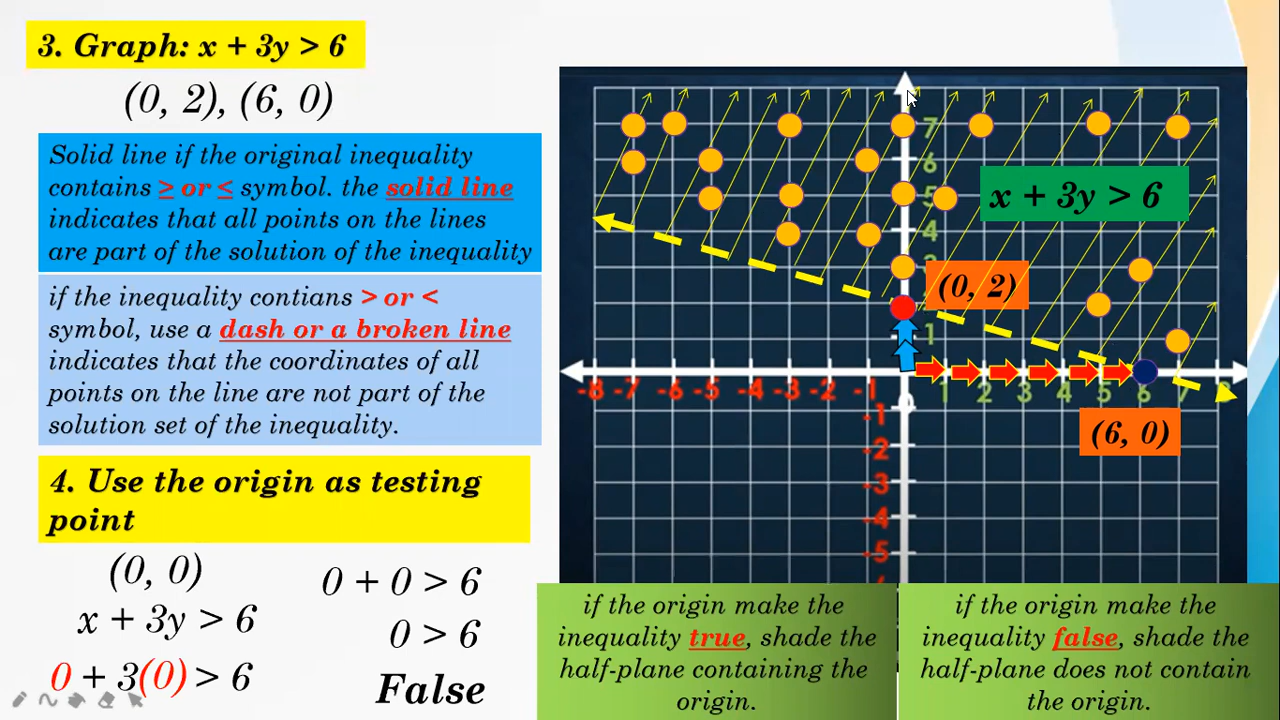 3. Graph: x + 3y > 6
(0, 2), (6, 0)
Solid line if the original inequality
contains ≥ or ≤ symbol. the solid line
indicates that all points on the lines
are part of the solution of the inequality
if the inequality contians > or <
symbol, use a dash or a broken line
indicates that the coordinates of all
points on the line are not part of the
solution set of the inequality.
4. Use the origin as testing
point
(0, 0)
x + 3y > 6
0 + 3(0) > 6
0 + 0 > 6
0 > 6
False
7
6
5
x + 3y > 6
4
3
(0, 2)
2
1
-8 -7 -6 -5 -4 -3 -2 -1 0 1 2 3 4 5 6 7 8
-1
(6, 0)
-2
-3
-4
-5
if the origin make the
inequality true, shade the
half-plane containing the
origin.
if the origin make the
inequality false, shade the
half-plane does not contain
the origin.